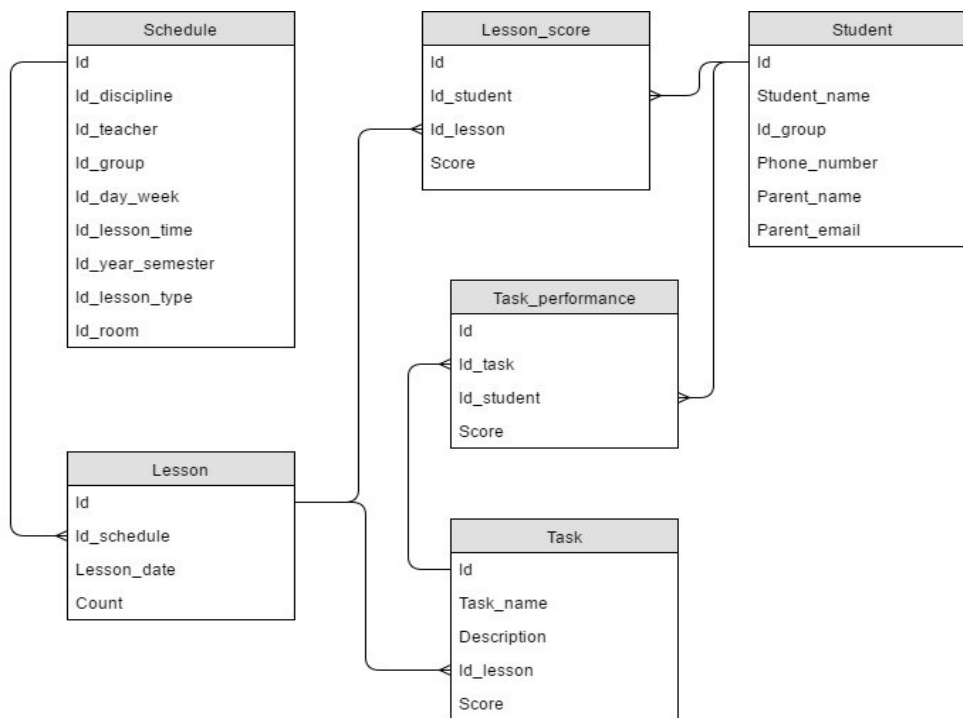 Schedule
Id
Id_discipline
Id_teacher
Id_group
Id_day_week
Id_lesson_time
Id_year_semester
Id_lesson_type
Id_room
Lesson_score
Id
Id_student
Id_lesson
Score
Student
Id
Student_name
Id_group
Phone_number
Parent_name
Parent_email
Task_performance
Id
Id_task
Id_student
Score
Lesson
Id
Id_schedule
Lesson_date
Count
Task
Id
Task_name
Description
Id_lesson
Score